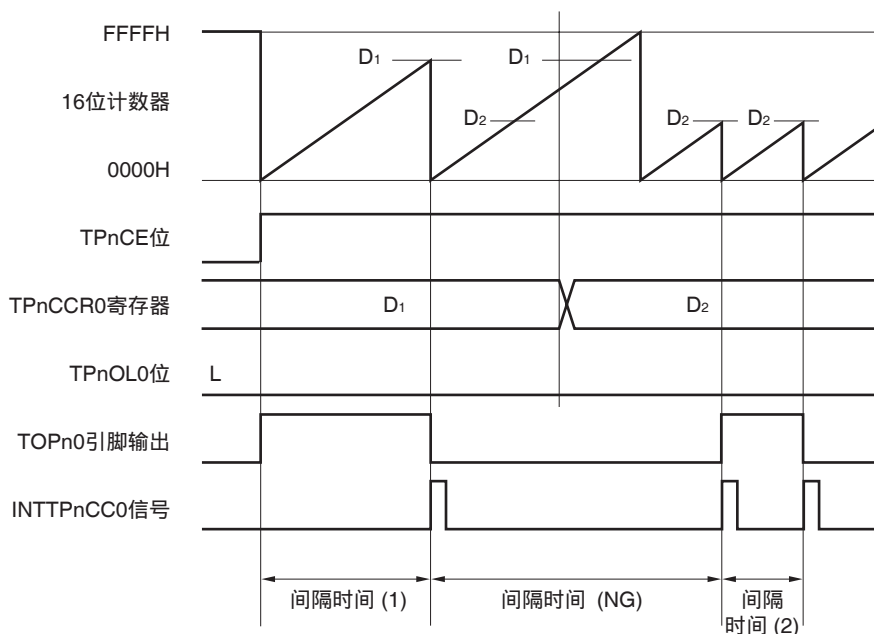 FFFFH
D1
D1
16位计数器
D2
D2
D2
0000H
TPnCE位
TPnCCR0寄存器
D1
D2
TPnOL0位
L
TOPn0引脚输出
INTTPnCC0信号
间隔时间 (1)
间隔时间 (NG)
间隔
时间 (2)